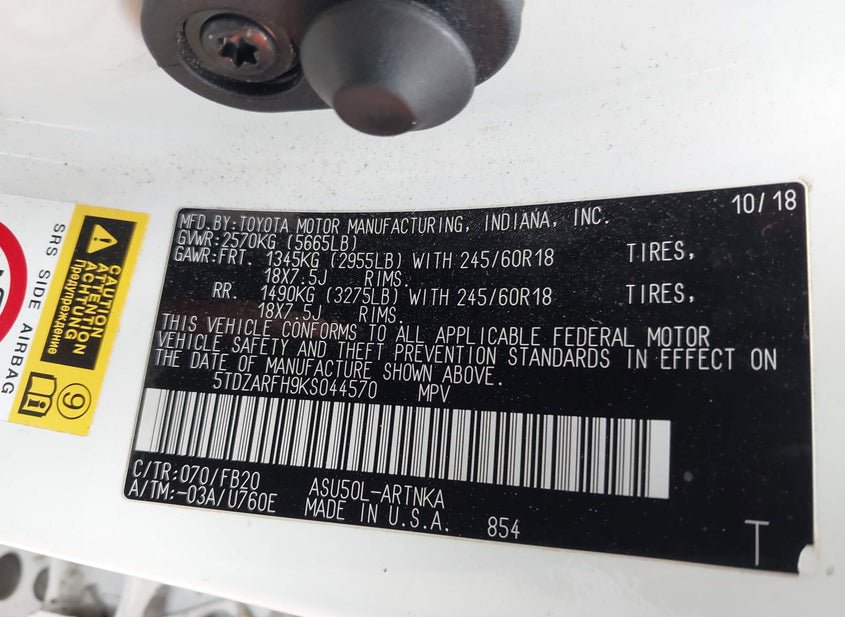 10/18
MFD.BY:TOYOTA MOTOR MANUFACTURING, INDIANA, INC.
GVWR:2570KG (5665LB)
GAWR:FRT. 1345KG (2955LB) WITH 245/60R18 TIRES,
18X7.5J RIMS.
RR. 1490KG (3275LB) WITH 245/60R18 TIRES,
18X7.5J RIMS.
THIS VEHICLE CONFORMS TO ALL APPLICABLE FEDERAL MOTOR
VEHICLE SAFETY AND THEFT PREVENTION STANDARDS IN EFFECT ON
THE DATE OF MANUFACTURE SHOWN ABOVE.
5TDZARFH9KS044570 MPV
C/TR:070/FB20
A/TM:-03A/U760E
ASU50L-ARTNKA
MADE IN U.S.A. 854
T
SRS SIDE AIRBAG
CAUTION
ATTENTION
ACHTUNG
Предупреждение
9
i